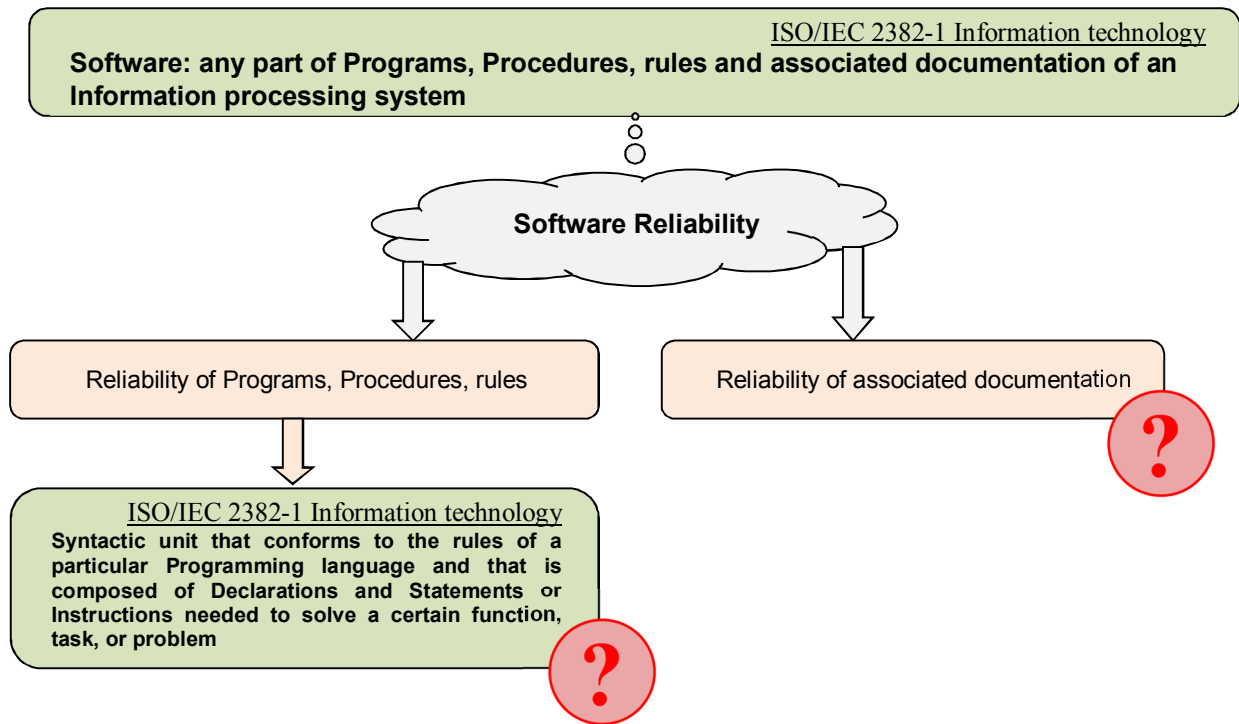 ISO/IEC 2382-1 Information technology
Software: any part of Programs, Procedures, rules and associated documentation of an
Information processing system
Software Reliability
Reliability of Programs, Procedures, rules
Reliability of associated documentation
?
ISO/IEC 2382-1 Information technology
Syntactic unit that conforms to the rules of a
particular Programming language and that is
composed of Declarations and Statements or
Instructions needed to solve a certain function,
task, or problem
?